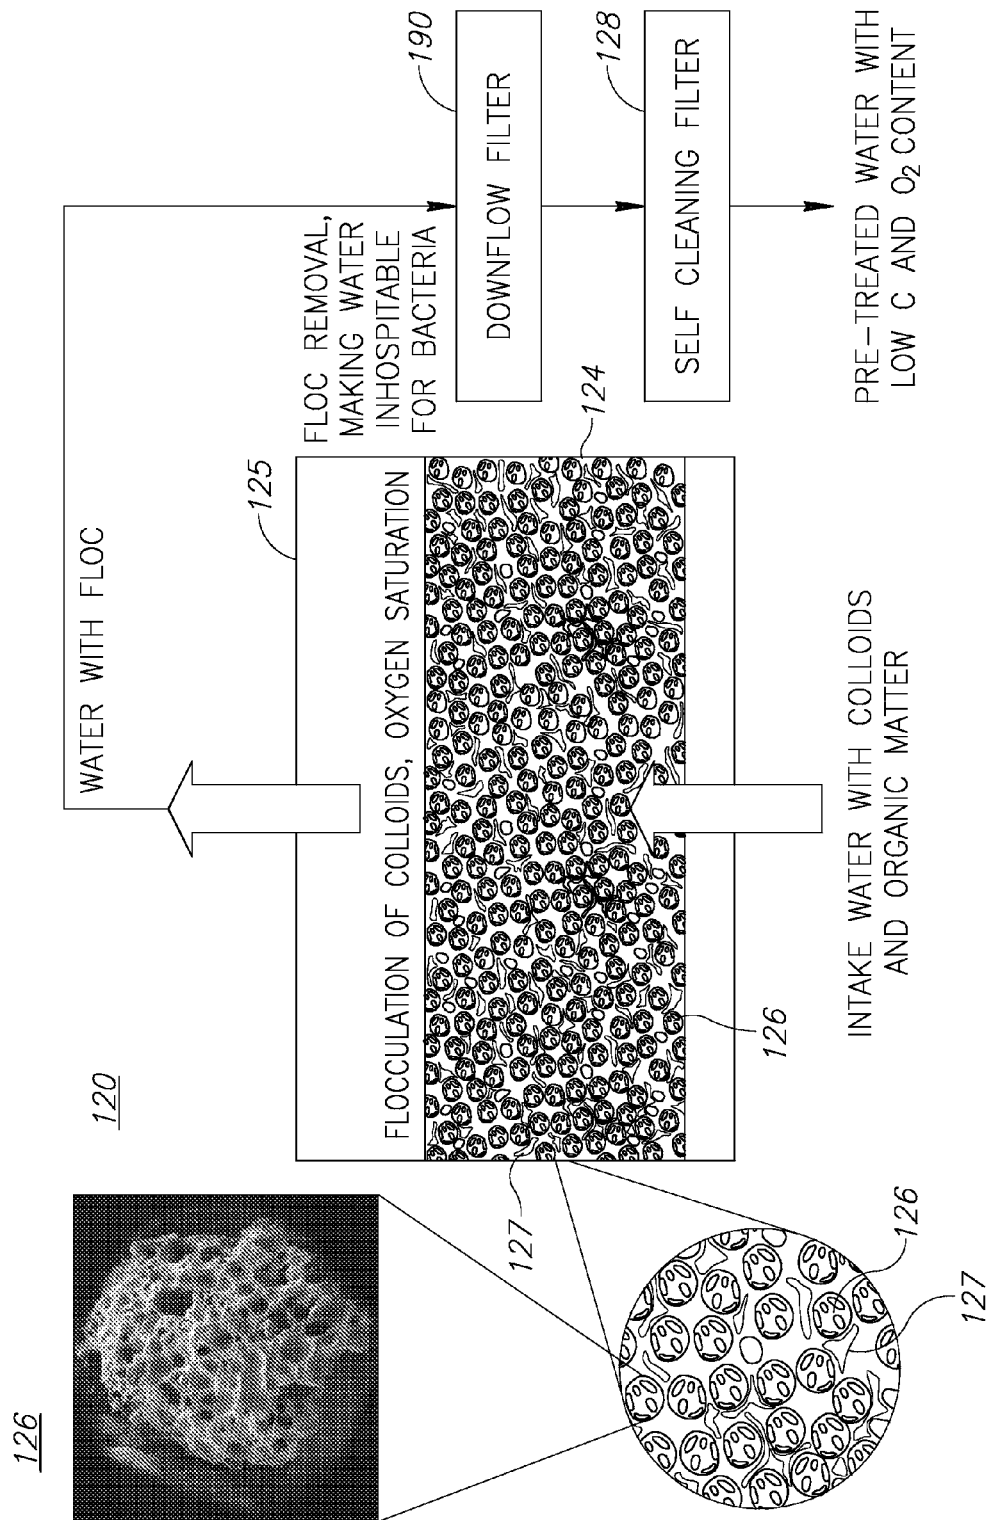 126
120
WATER WITH FLOC
125
FLOCCULATION OF COLLOIDS, OXYGEN SATURATION
124
127
126
INTAKE WATER WITH COLLOIDS
AND ORGANIC MATTER
126
127
FLOC REMOVAL,
MAKING WATER
INHOSPITABLE
FOR BACTERIA
190
DOWNFLOW FILTER
128
SELF CLEANING FILTER
PRE-TREATED WATER WITH
LOW C AND O2 CONTENT